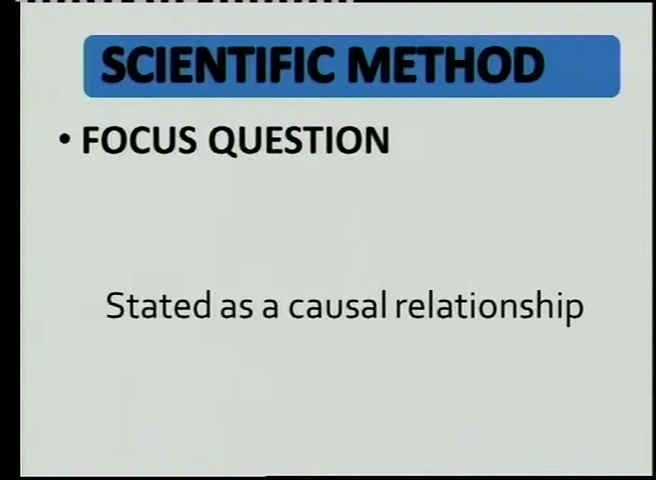 SCIENTIFIC METHOD
• FOCUS QUESTION
Stated as a causal relationship